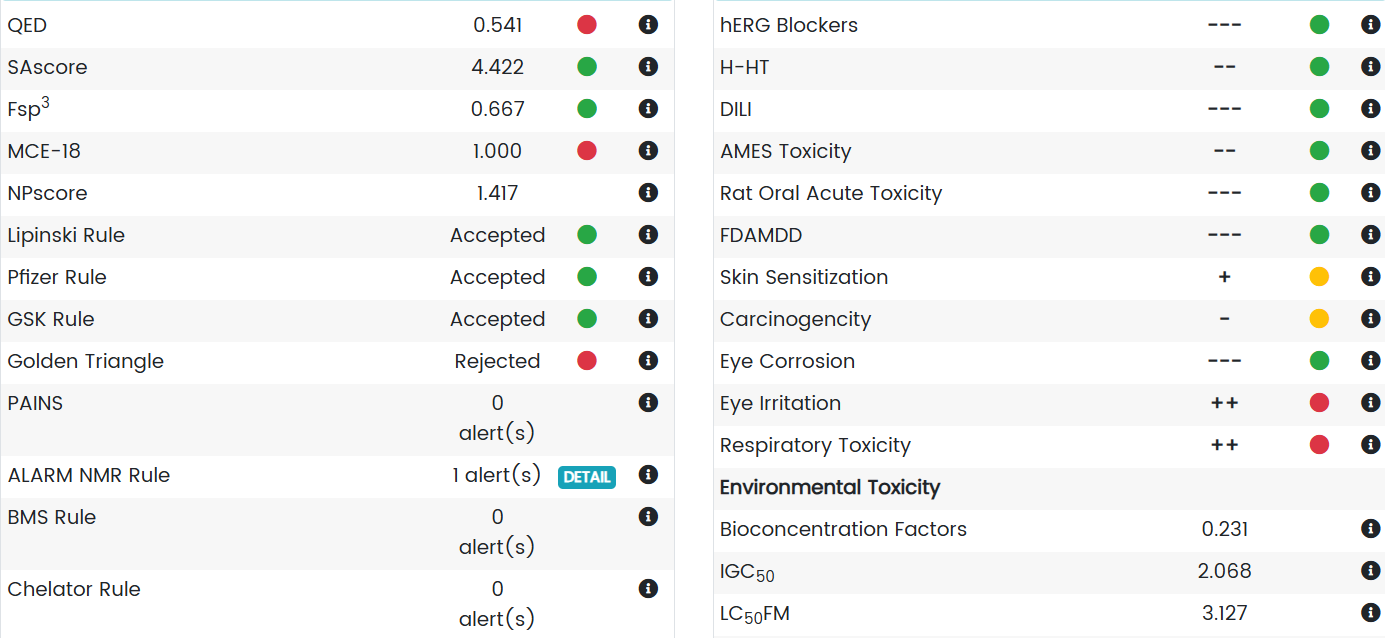 QED 0.541
SAscore 4.422
Fsp³ 0.667
MCE-18 1.000
NPscore 1.417
Lipinski Rule Accepted
Pfizer Rule Accepted
GSK Rule Accepted
Golden Triangle Rejected
PAINS 0
alert(s)
ALARM NMR Rule 1 alert(s) DETAIL
BMS Rule 0
alert(s)
Chelator Rule 0
alert(s)
hERG Blockers ---
H-HT --
DILI ---
AMES Toxicity --
Rat Oral Acute Toxicity ---
FDAMDD ---
Skin Sensitization +
Carcinogencity -
Eye Corrosion ---
Eye Irritation ++
Respiratory Toxicity ++
Environmental Toxicity
Bioconcentration Factors 0.231
IGC₅₀ 2.068
LC₅₀FM 3.127